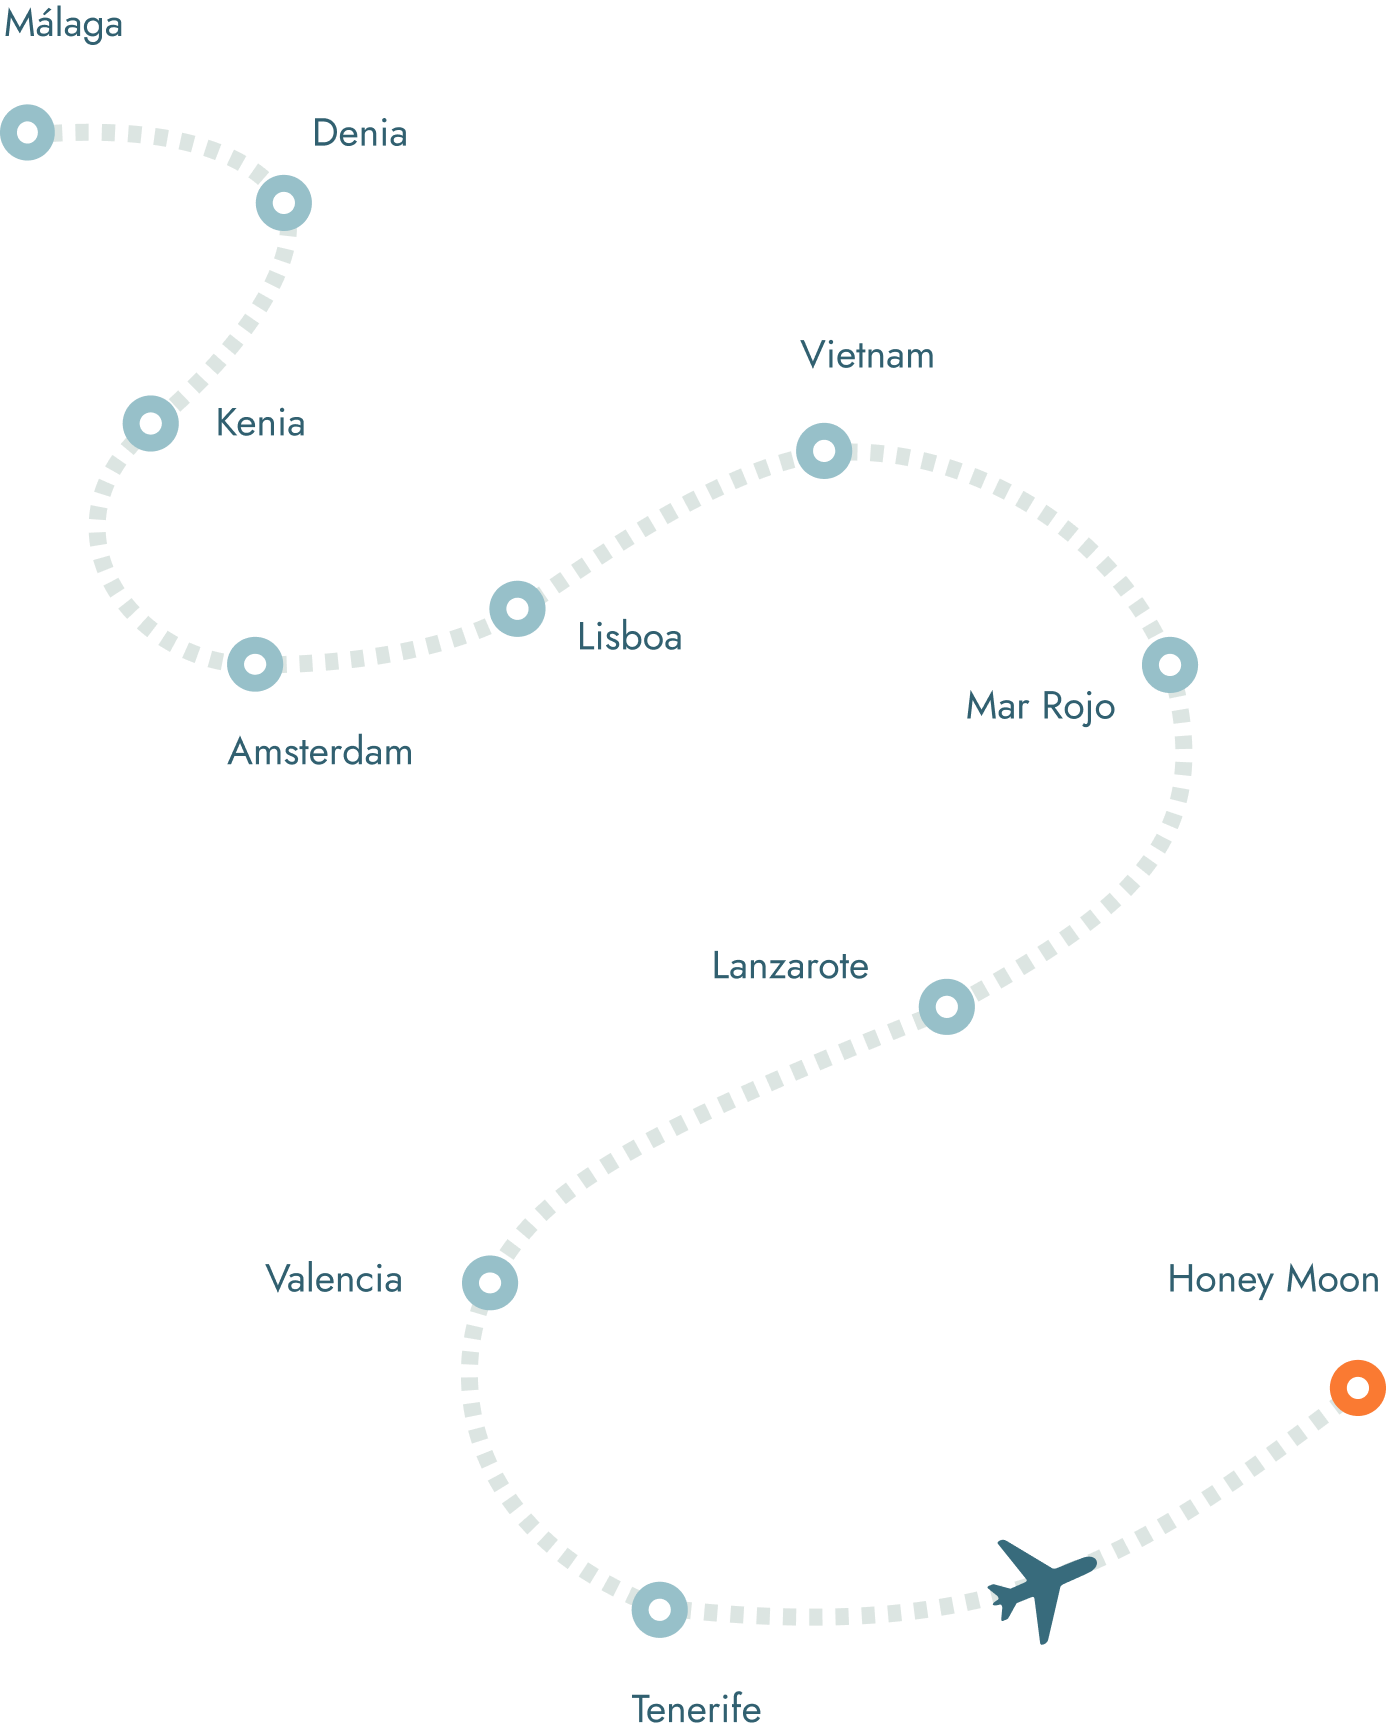 Málaga
Denia
Kenia
Amsterdam
Lisboa
Vietnam
Mar Rojo
Lanzarote
Valencia
Tenerife
Honey Moon